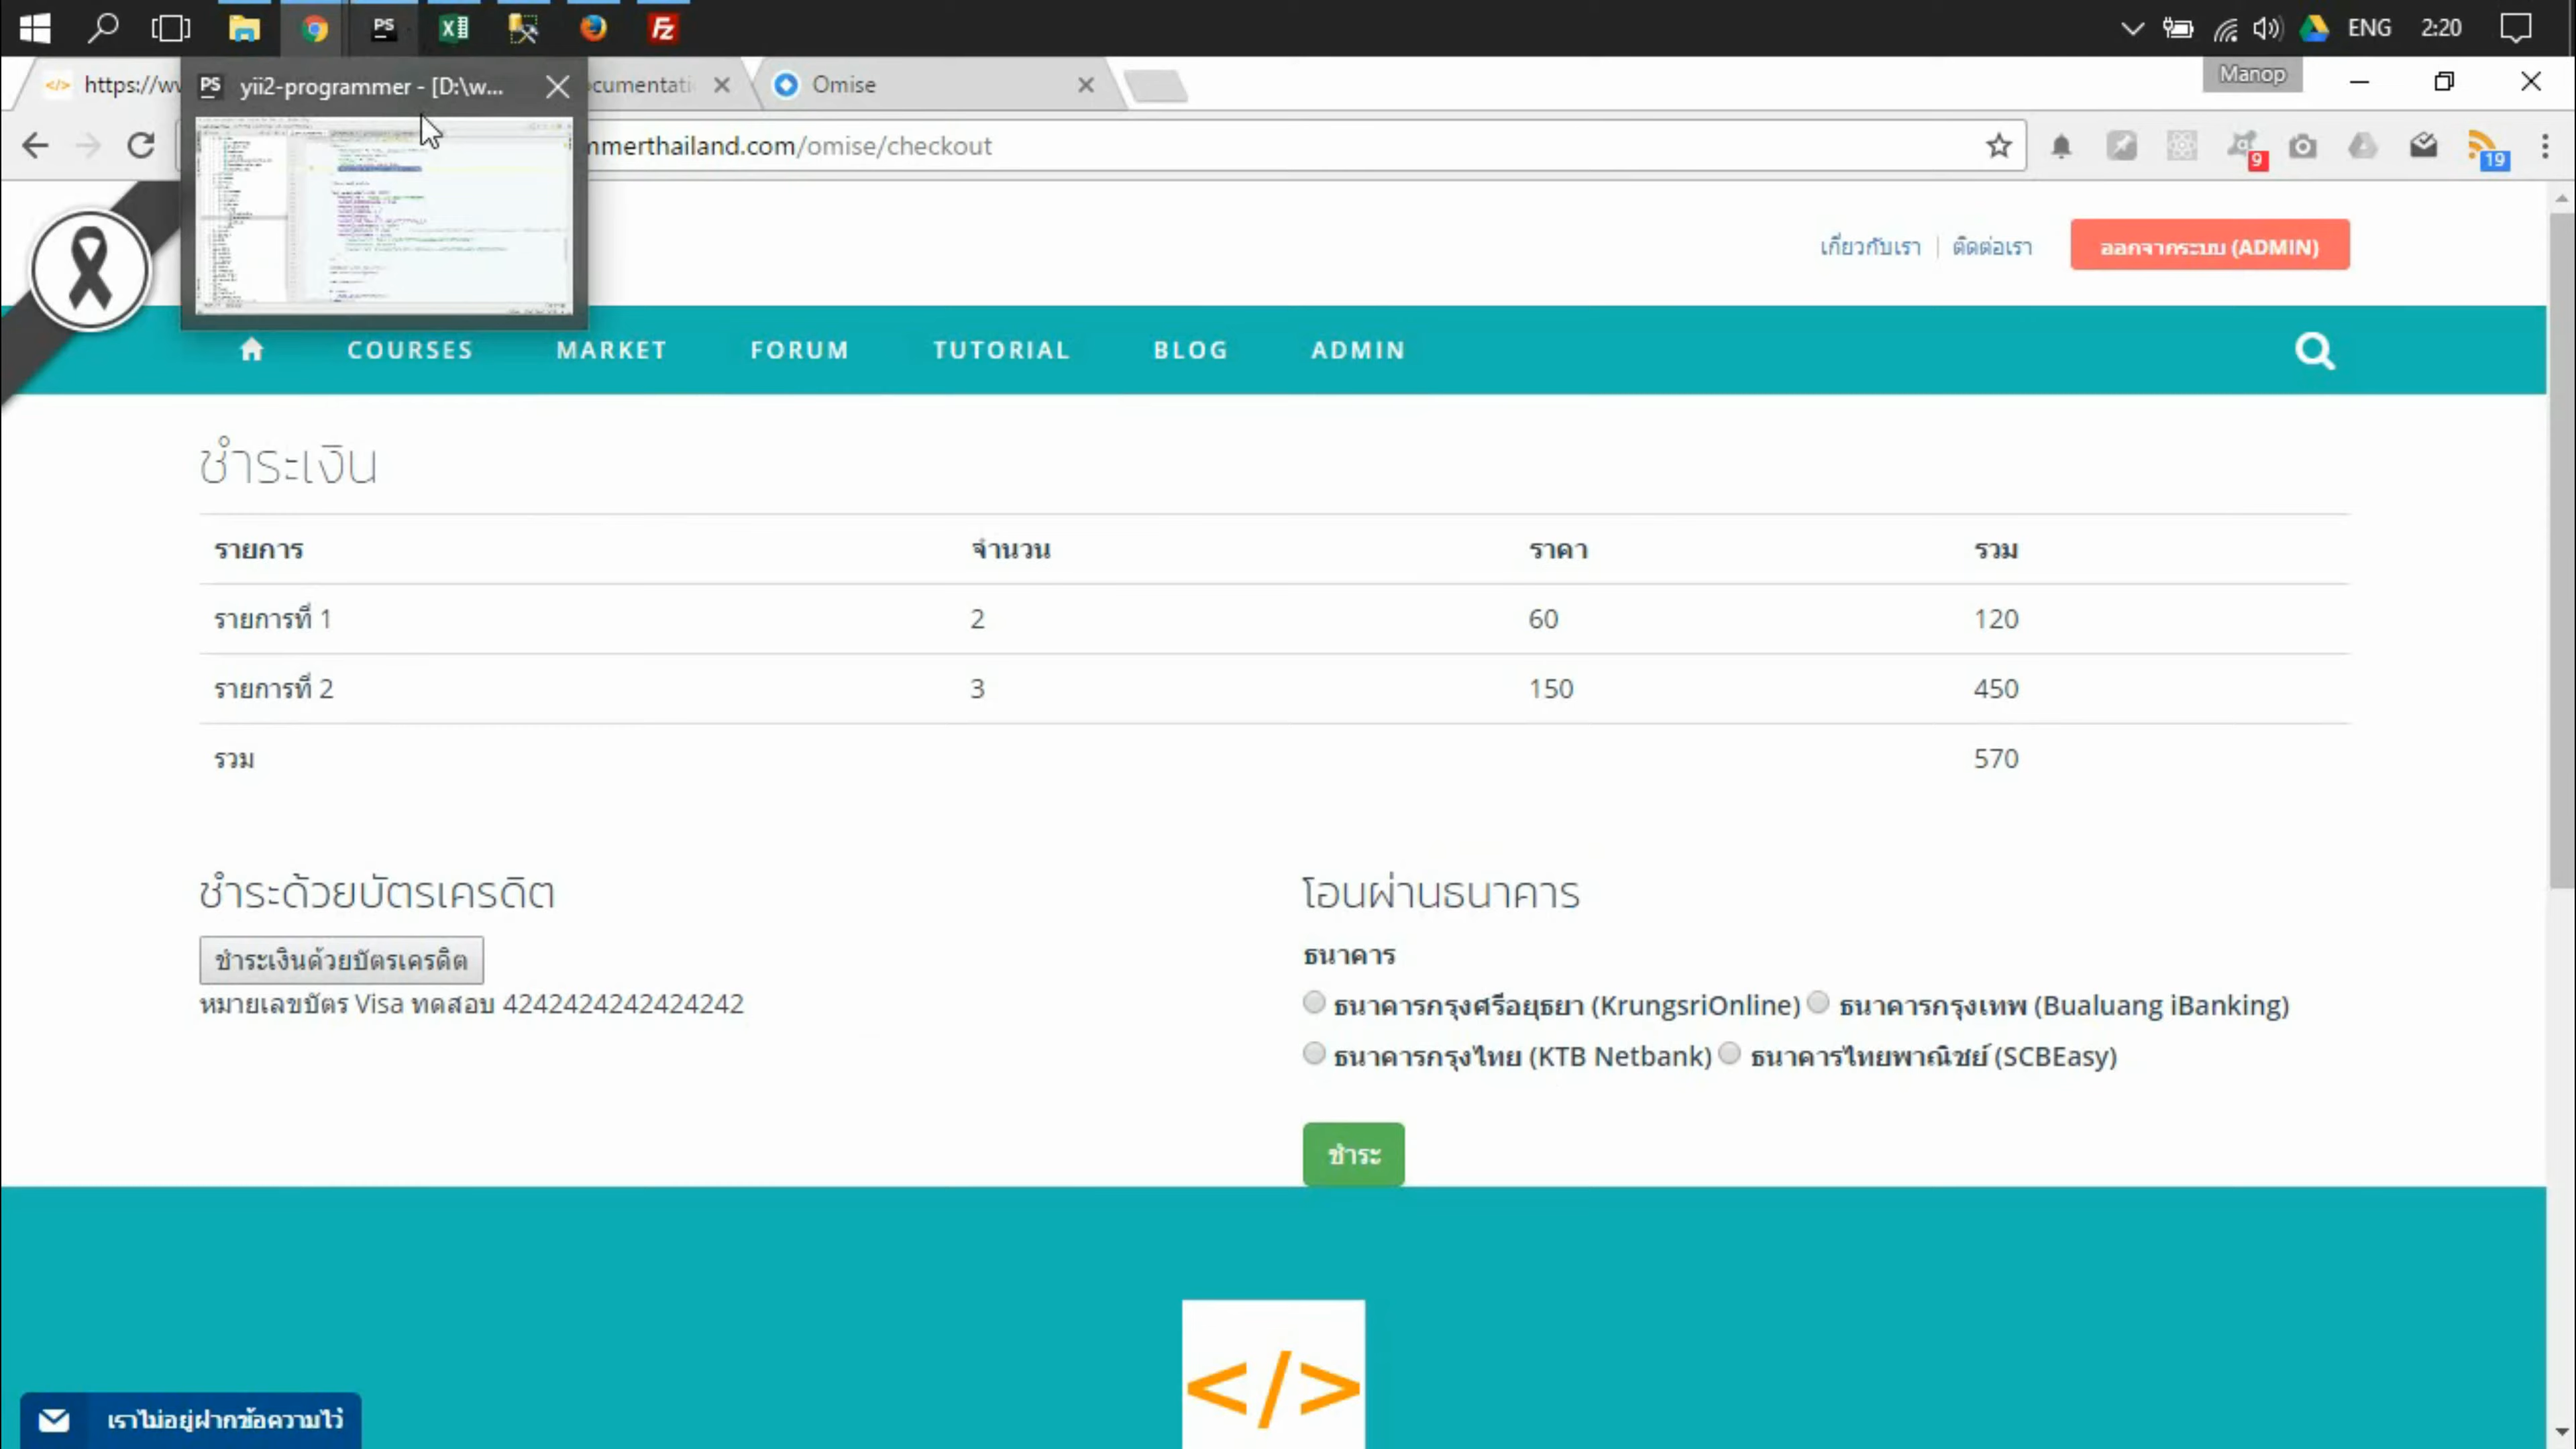 ENG 2:20
https://wv
PS yii2-programmer - [D:\w...
cumentati
Omise
Manop
mmerthailand.com/omise/checkout
9
19
เกี่ยวกับเรา ติดต่อเรา ออกจากระบบ (ADMIN)
COURSES MARKET FORUM TUTORIAL BLOG ADMIN
ชำระเงิน
รายการ จำนวน ราคา รวม
รายการที่ 1 2 60 120
รายการที่ 2 3 150 450
รวม 570
ชำระด้วยบัตรเครดิต
ชำระเงินด้วยบัตรเครดิต
หมายเลขบัตร Visa ทดสอบ 4242424242424242
โอนผ่านธนาคาร
ธนาคาร
ธนาคารกรุงศรีอยุธยา (KrungsriOnline) ธนาคารกรุงเทพ (Bualuang iBanking)
ธนาคารกรุงไทย (KTB Netbank) ธนาคารไทยพาณิชย์ (SCBEasy)
ชำระ
</>
เราไม่อยู่ฝากข้อความไว้